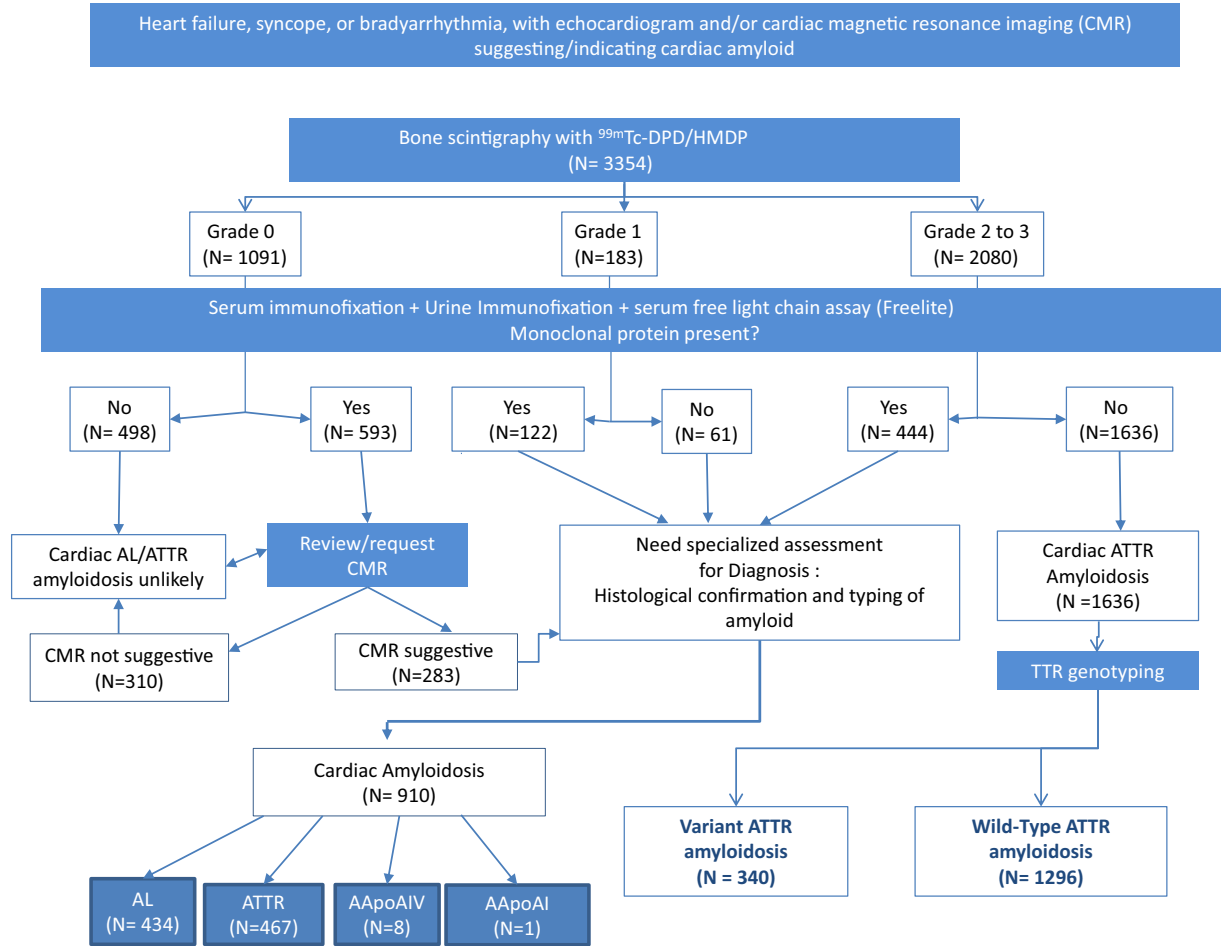 Heart failure, syncope, or bradyarrhythmia, with echocardiogram and/or cardiac magnetic resonance imaging (CMR)
suggesting/indicating cardiac amyloid
Bone scintigraphy with ⁹⁹ᵐTc-DPD/HMDP
(N= 3354)
Grade 0
(N= 1091)
Grade 1
(N=183)
Grade 2 to 3
(N= 2080)
Serum immunofixation + Urine Immunofixation + serum free light chain assay (Freelite)
Monoclonal protein present?
No
(N= 498)
Yes
(N= 593)
Yes
(N=122)
No
(N= 61)
Yes
(N= 444)
No
(N=1636)
Cardiac AL/ATTR
amyloidosis unlikely
Review/request
CMR
Need specialized assessment
for Diagnosis :
Histological confirmation and typing of
amyloid
Cardiac ATTR
Amyloidosis
(N =1636)
CMR not suggestive
(N=310)
CMR suggestive
(N=283)
TTR genotyping
Cardiac Amyloidosis
(N= 910)
Variant ATTR
amyloidosis
(N = 340)
Wild-Type ATTR
amyloidosis
(N= 1296)
AL
(N= 434)
ATTR
(N=467)
AApoAIV
(N=8)
AApoAI
(N=1)